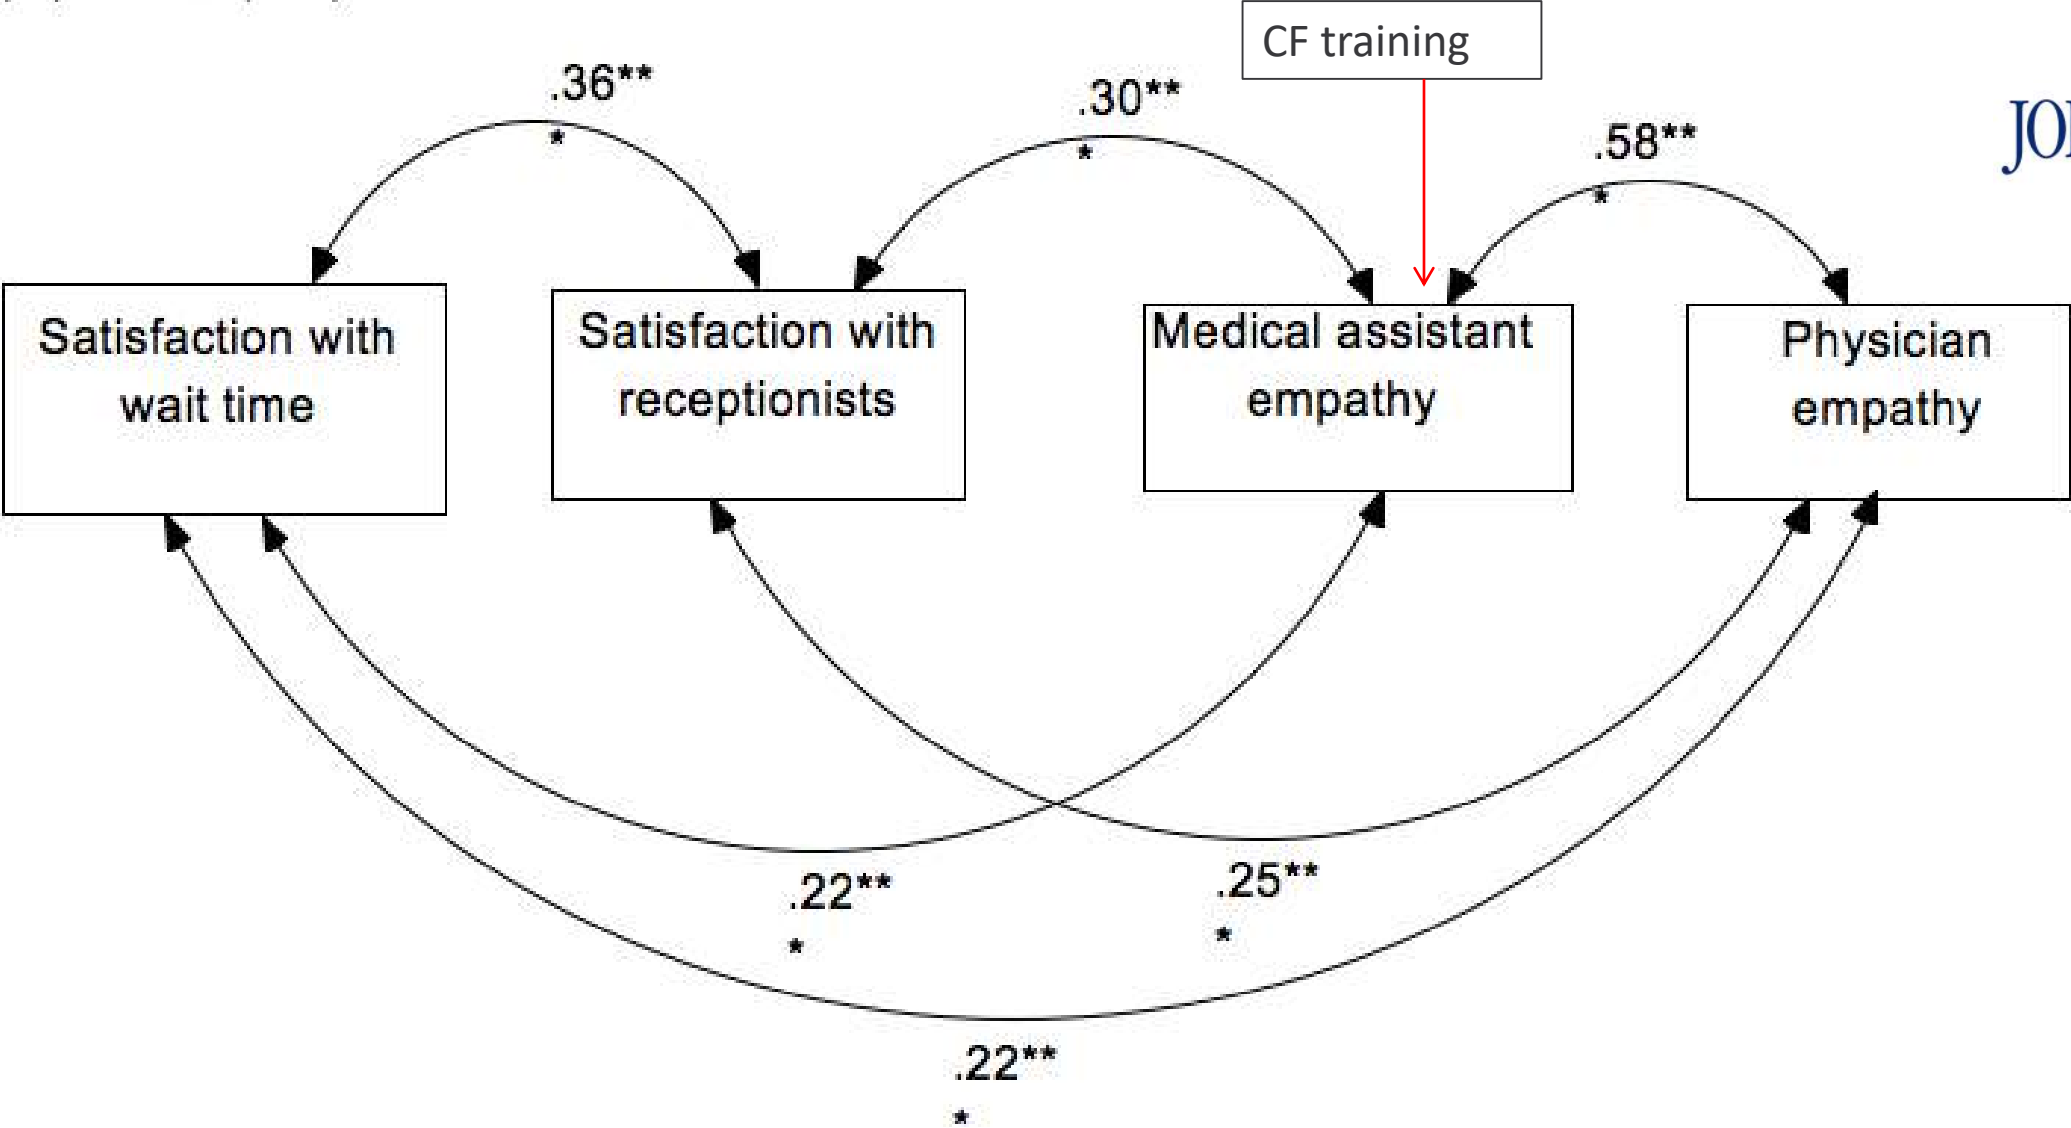 CF training
.36**
*
.30**
*
.58**
*
Satisfaction with
wait time
Satisfaction with
receptionists
Medical assistant
empathy
Physician
empathy
.22**
*
.25**
*
.22**
*